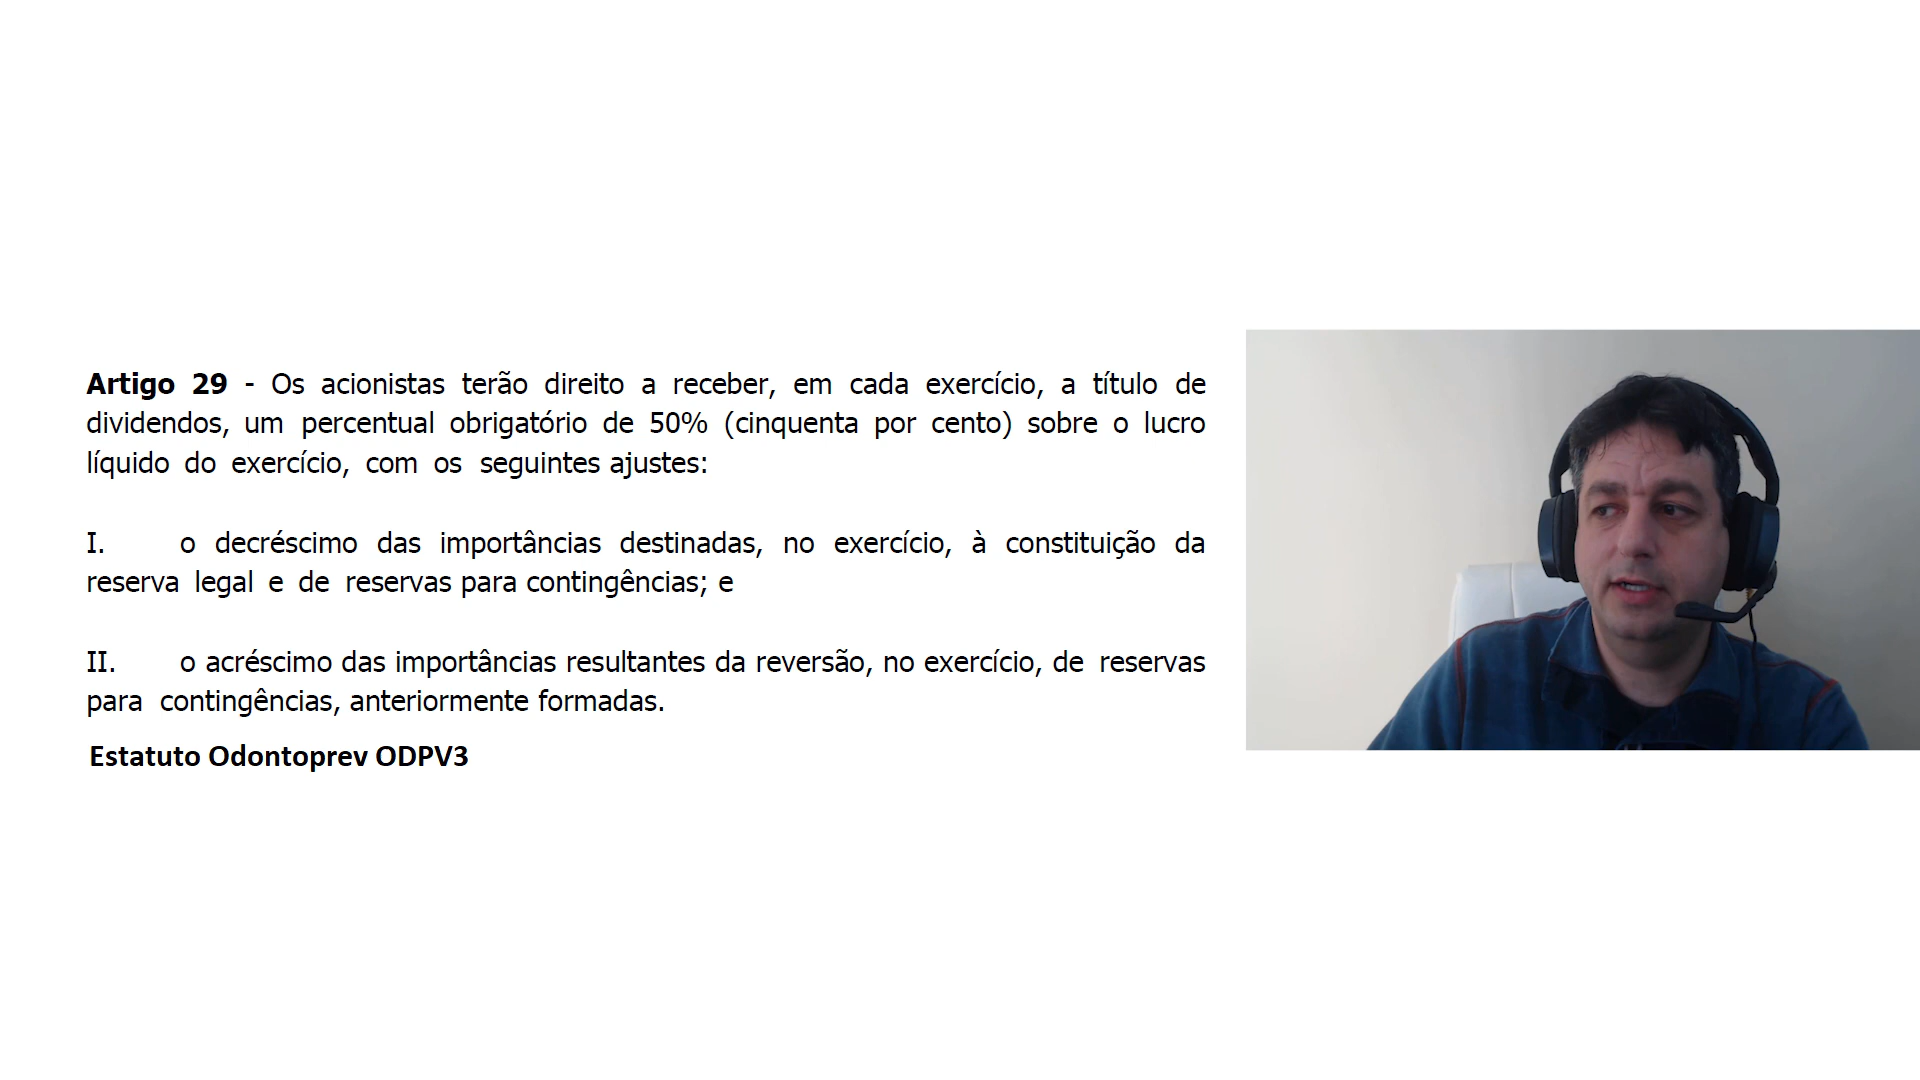 Artigo 29 - Os acionistas terão direito a receber, em cada exercício, a título de
dividendos, um percentual obrigatório de 50% (cinquenta por cento) sobre o lucro
líquido do exercício, com os seguintes ajustes:
I. o decréscimo das importâncias destinadas, no exercício, à constituição da
reserva legal e de reservas para contingências; e
II. o acréscimo das importâncias resultantes da reversão, no exercício, de reservas
para contingências, anteriormente formadas.
Estatuto Odontoprev ODPV3